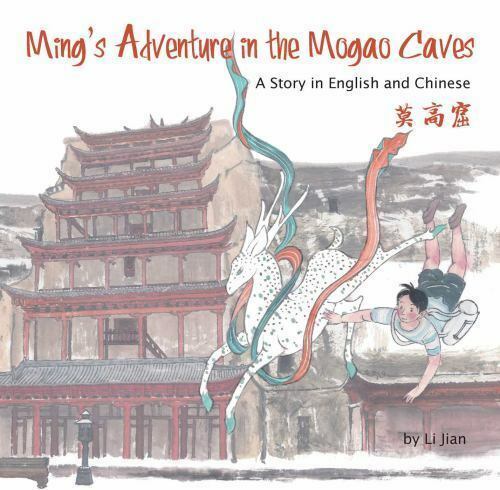 Ming's Adventure in the Mogao Caves
A Story in English and Chinese
莫高窟
by Li Jian